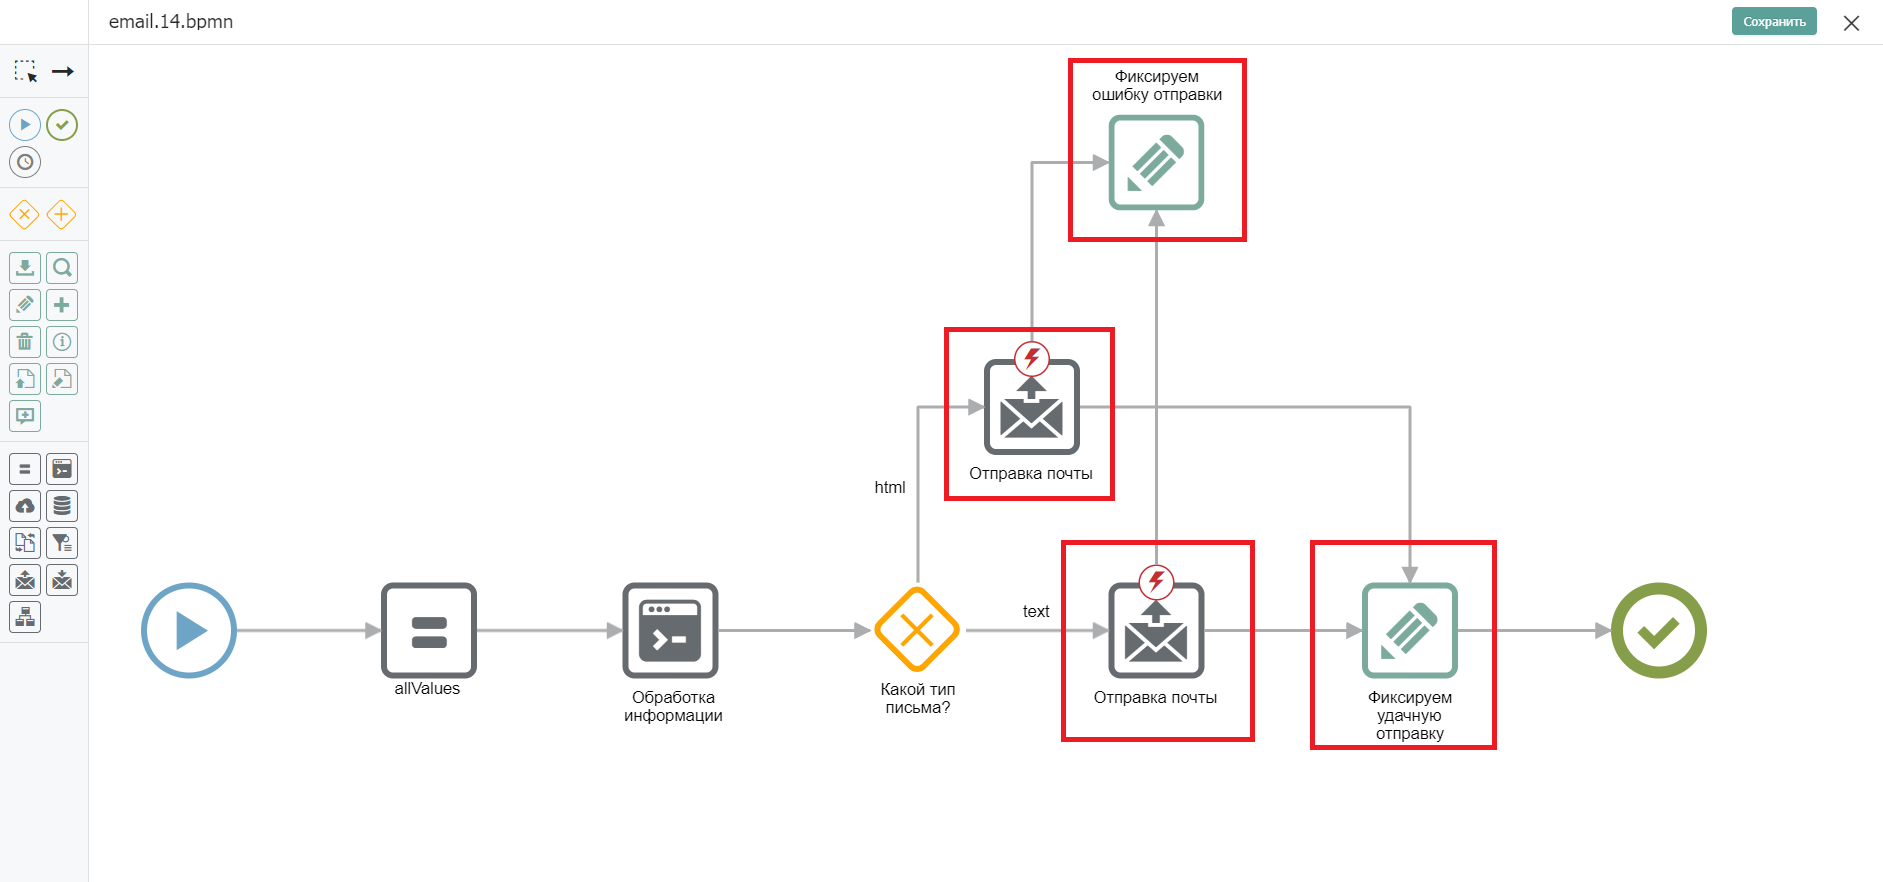 email.14.bpmn
Сохранить
Фиксируем
ошибку отправки
Отправка почты
html
text
allValues
Обработка
информации
Какой тип
письма?
Отправка почты
Фиксируем
удачную
отправку